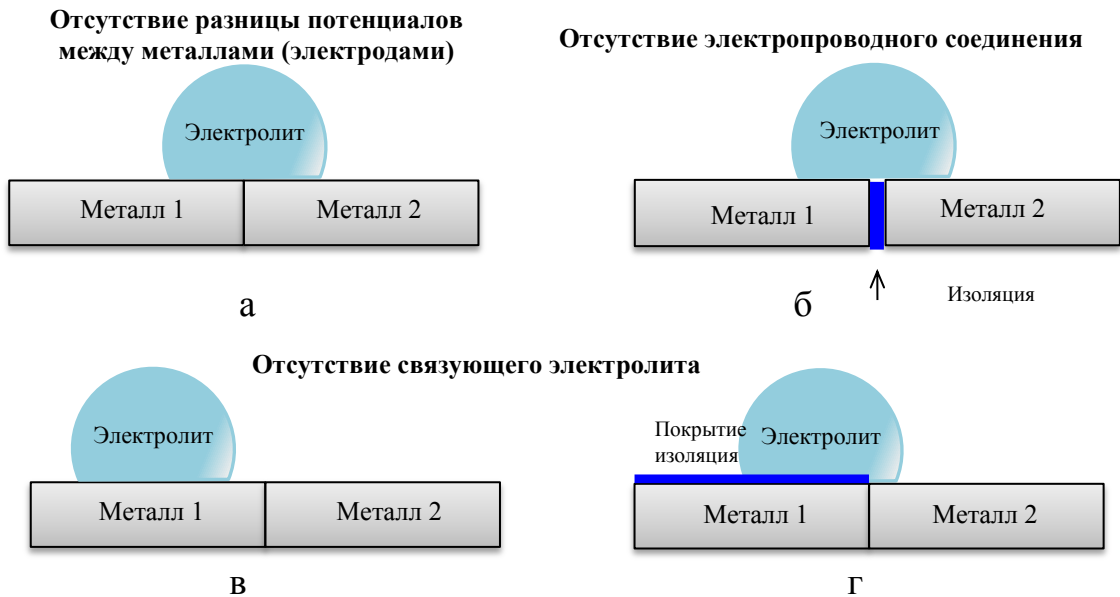 Отсутствие разницы потенциалов
между металлами (электродами)
Электролит
Металл 1
Металл 2
а
Отсутствие электропроводного соединения
Электролит
Металл 1
Металл 2
Изоляция
б
Отсутствие связующего электролита
Электролит
Металл 1
Металл 2
в
Покрытие
изоляция
Электролит
Металл 1
Металл 2
г